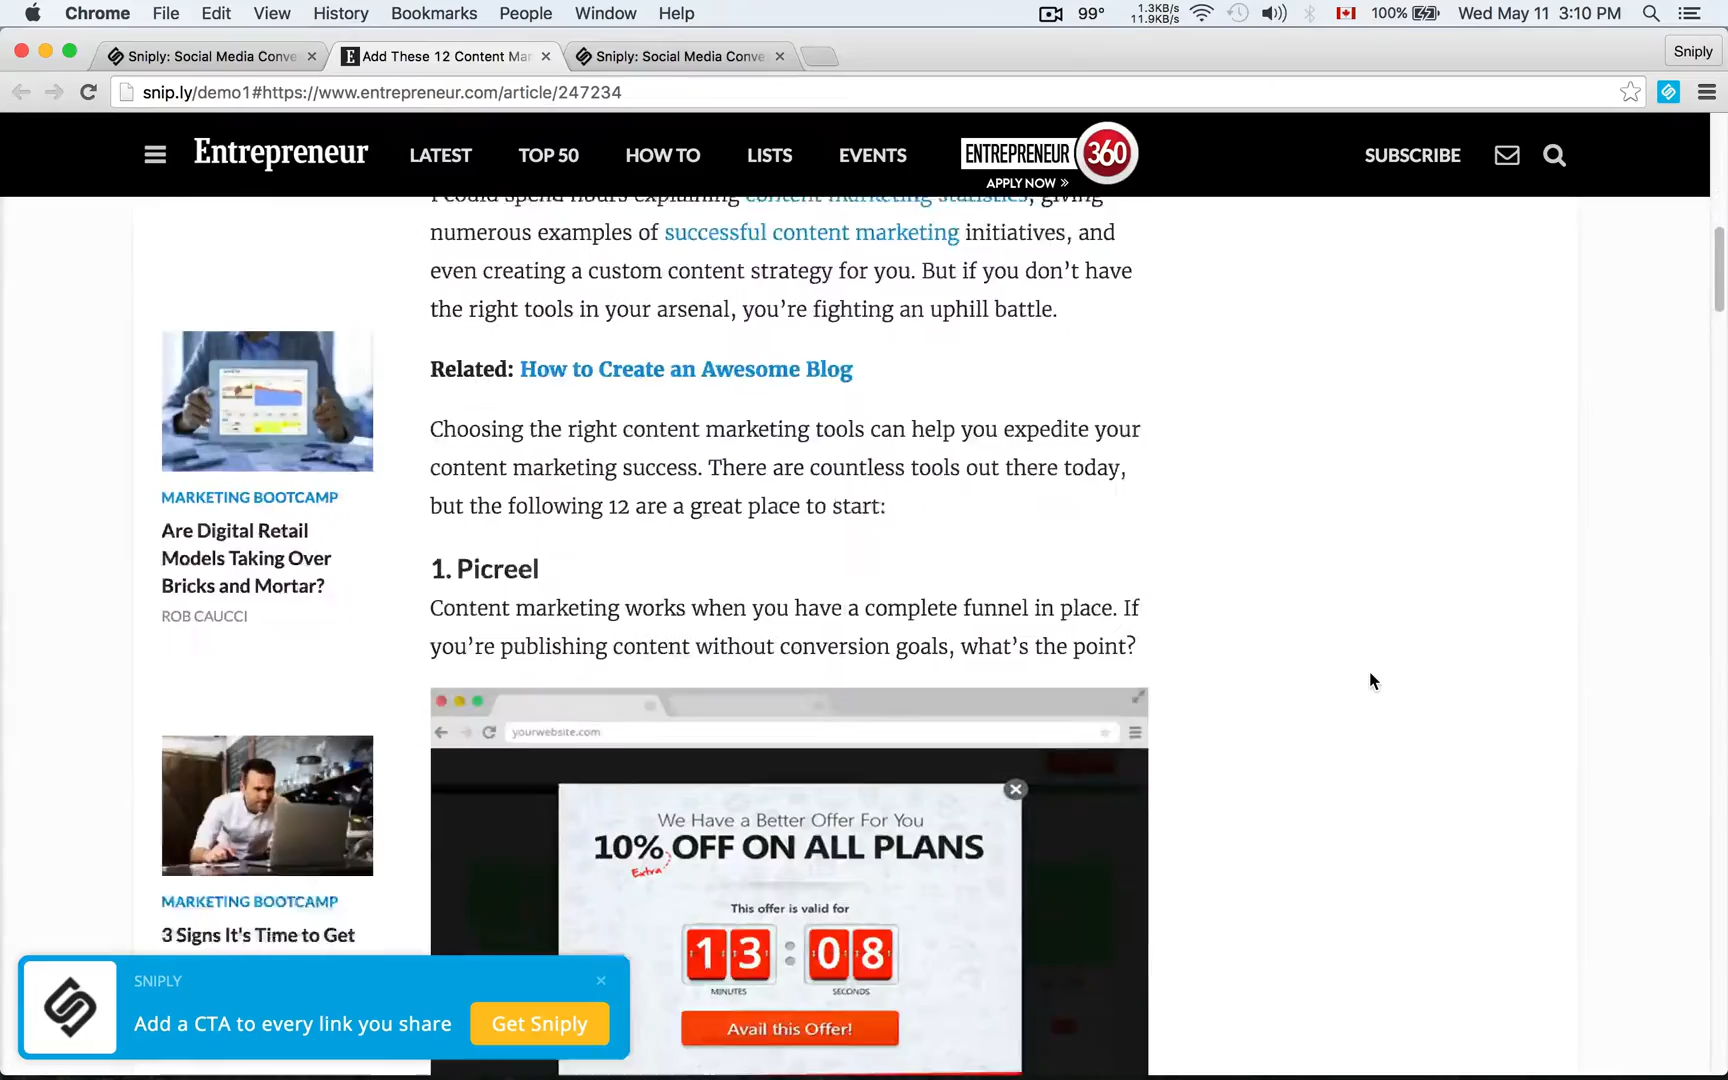 Chrome File Edit View History Bookmarks People Window Help 99° 1.3KB/s 11.9KB/s 100% Wed May 11 3:10 PM
Sniply: Social Media Conve Add These 12 Content Mar Sniply: Social Media Conve Sniply
snip.ly/demo1#https://www.entrepreneur.com/article/247234
Entrepreneur LATEST TOP 50 HOW TO LISTS EVENTS ENTREPRENEUR 360 SUBSCRIBE
APPLY NOW »
I could spend hours explaining content marketing statistics, giving
numerous examples of successful content marketing initiatives, and
even creating a custom content strategy for you. But if you don’t have
the right tools in your arsenal, you’re fighting an uphill battle.
Related: How to Create an Awesome Blog
Choosing the right content marketing tools can help you expedite your
content marketing success. There are countless tools out there today,
but the following 12 are a great place to start:
1. Picreel
Content marketing works when you have a complete funnel in place. If
you’re publishing content without conversion goals, what’s the point?
yourwebsite.com
We Have a Better Offer For You
10% OFF ON ALL PLANS
Extra
This offer is valid for
13 : 08
MINUTES SECONDS
Avail this Offer!
MARKETING BOOTCAMP
Are Digital Retail
Models Taking Over
Bricks and Mortar?
ROB CAUCCI
MARKETING BOOTCAMP
3 Signs It's Time to Get
SNIPLY
Add a CTA to every link you share Get Sniply